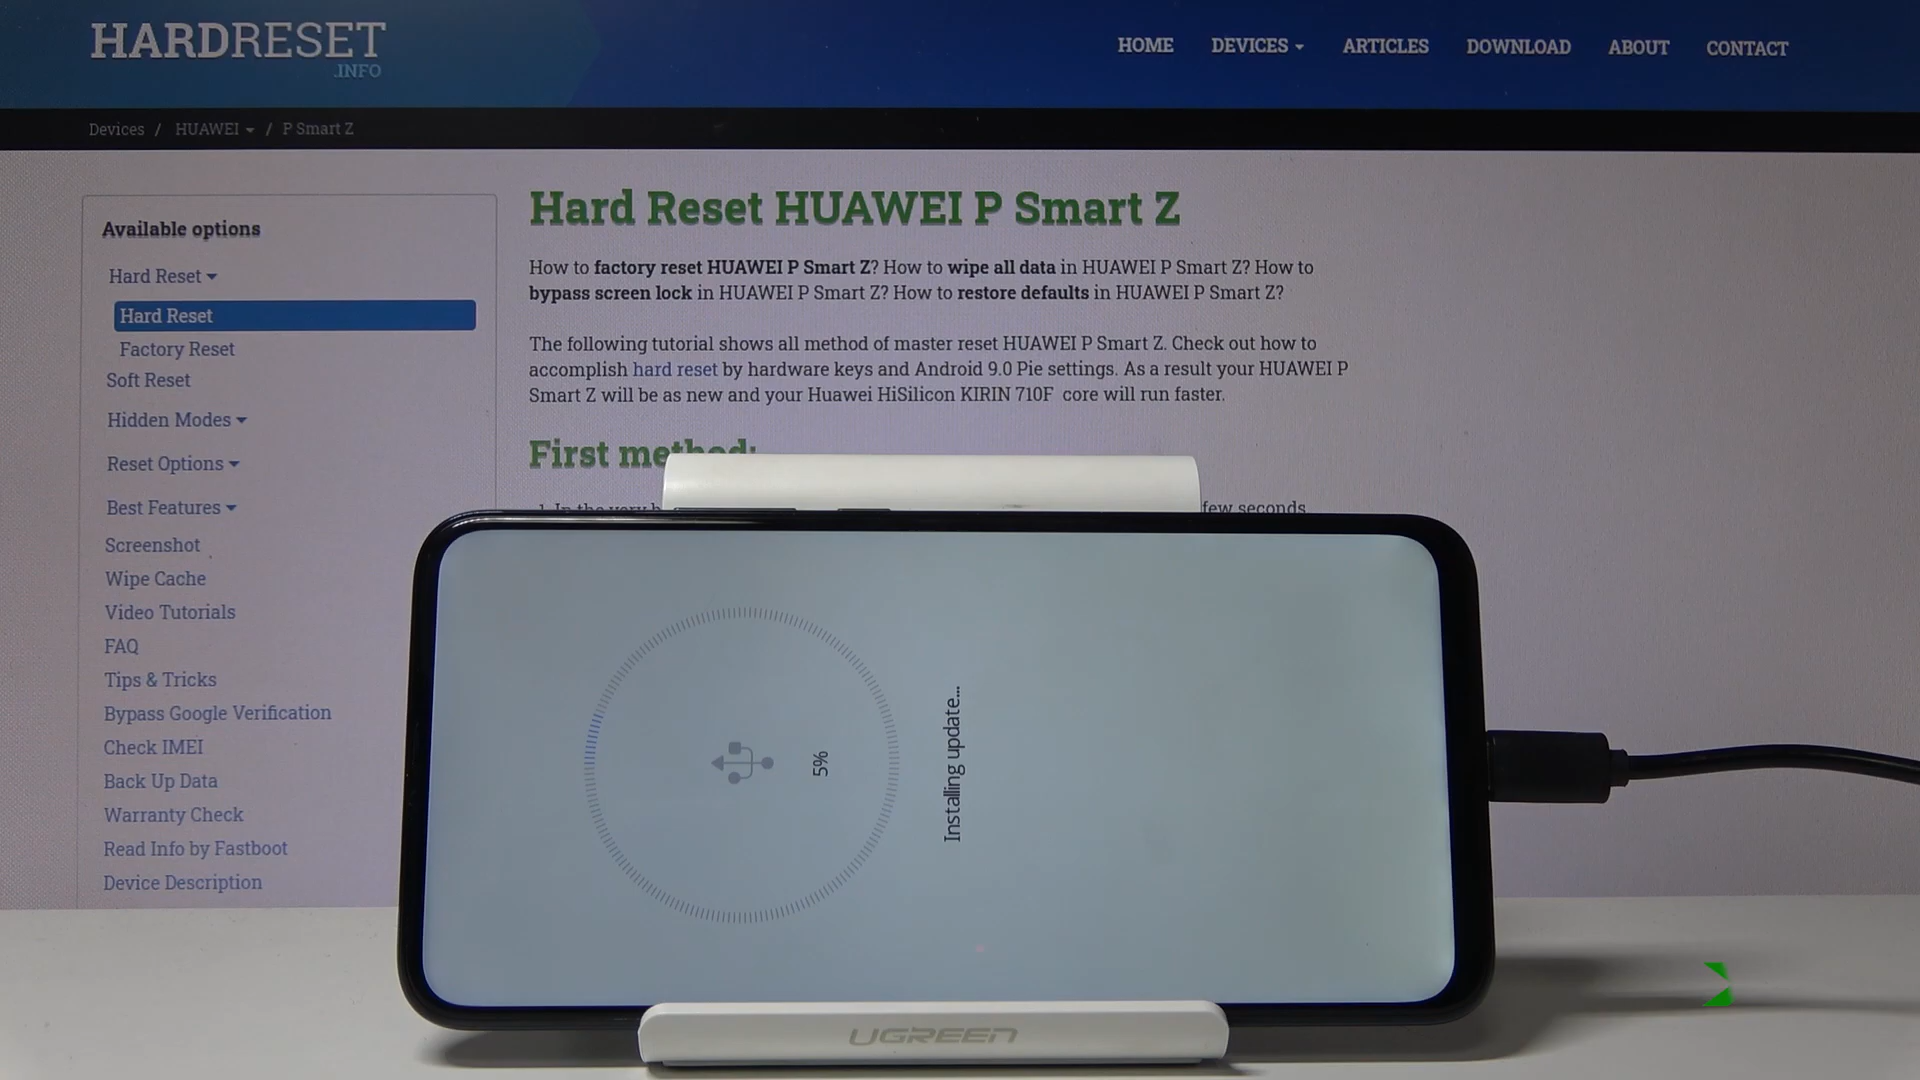 HARDRESET
.INFO
HOME DEVICES ARTICLES DOWNLOAD ABOUT CONTACT
Devices / HUAWEI / P Smart Z
Available options
Hard Reset
Hard Reset
Factory Reset
Soft Reset
Hidden Modes
Reset Options
Best Features
Screenshot
Wipe Cache
Video Tutorials
FAQ
Tips & Tricks
Bypass Google Verification
Check IMEI
Back Up Data
Warranty Check
Read Info by Fastboot
Device Description
Hard Reset HUAWEI P Smart Z
How to factory reset HUAWEI P Smart Z? How to wipe all data in HUAWEI P Smart Z? How to
bypass screen lock in HUAWEI P Smart Z? How to restore defaults in HUAWEI P Smart Z?
The following tutorial shows all method of master reset HUAWEI P Smart Z. Check out how to
accomplish hard reset by hardware keys and Android 9.0 Pie settings. As a result your HUAWEI P
Smart Z will be as new and your Huawei HiSilicon KIRIN 710F core will run faster.
First method:
1. In the very few seconds
5%
Installing update...
UGREEN